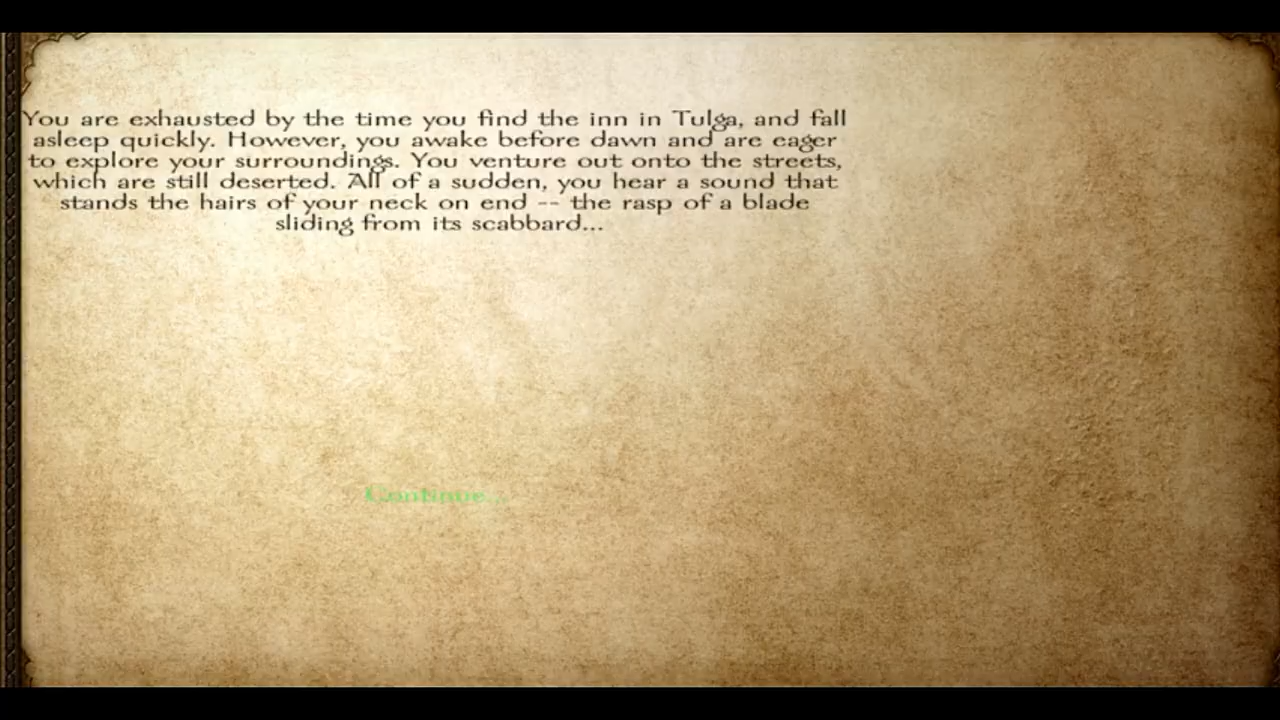 You are exhausted by the time you find the inn in Tulga, and fall
asleep quickly. However, you awake before dawn and are eager
to explore your surroundings. You venture out onto the streets,
which are still deserted. All of a sudden, you hear a sound that
stands the hairs of your neck on end -- the rasp of a blade
sliding from its scabbard...
Continue...